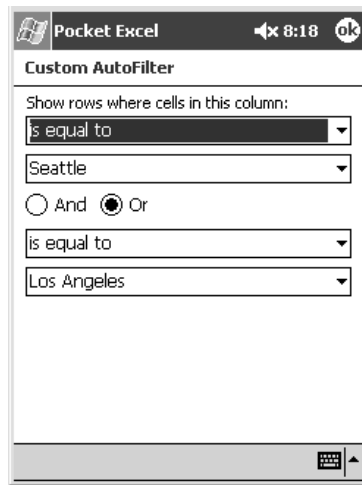 Pocket Excel 8:18 ok
Custom AutoFilter
Show rows where cells in this column:
is equal to
Seattle
And Or
is equal to
Los Angeles